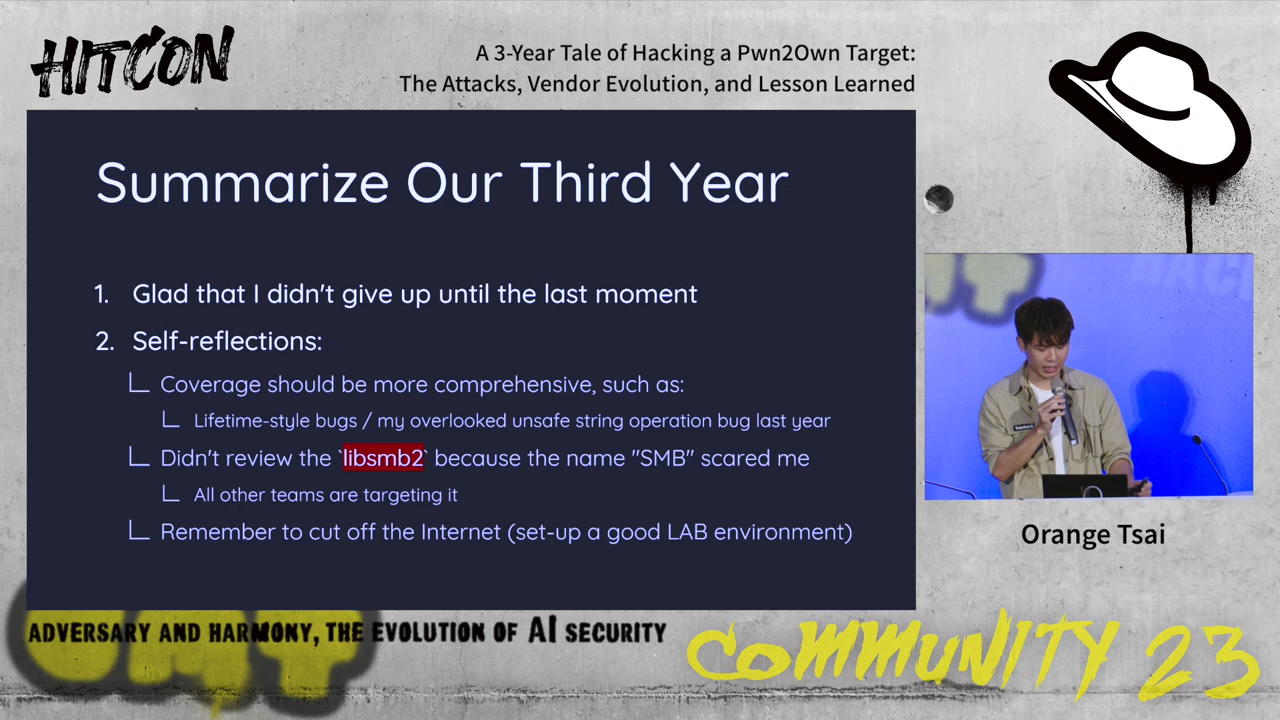 HITCON
A 3-Year Tale of Hacking a Pwn2Own Target:
The Attacks, Vendor Evolution, and Lesson Learned
Summarize Our Third Year
1. Glad that I didn't give up until the last moment
2. Self-reflections:
Coverage should be more comprehensive, such as:
Lifetime-style bugs / my overlooked unsafe string operation bug last year
Didn't review the `libsmb2` because the name "SMB" scared me
All other teams are targeting it
Remember to cut off the Internet (set-up a good LAB environment)
Orange Tsai
ADVERSARY AND HARMONY, THE EVOLUTION OF AI SECURITY
COMMUNITY 23